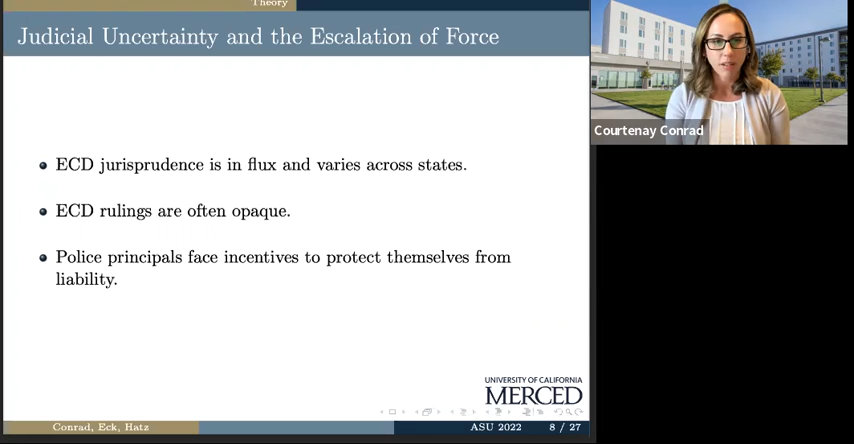 Theory
Judicial Uncertainty and the Escalation of Force
ECD jurisprudence is in flux and varies across states.
ECD rulings are often opaque.
Police principals face incentives to protect themselves from
liability.
UNIVERSITY OF CALIFORNIA
MERCED
Conrad, Eck, Hatz
ASU 2022
8 / 27
Courtenay Conrad